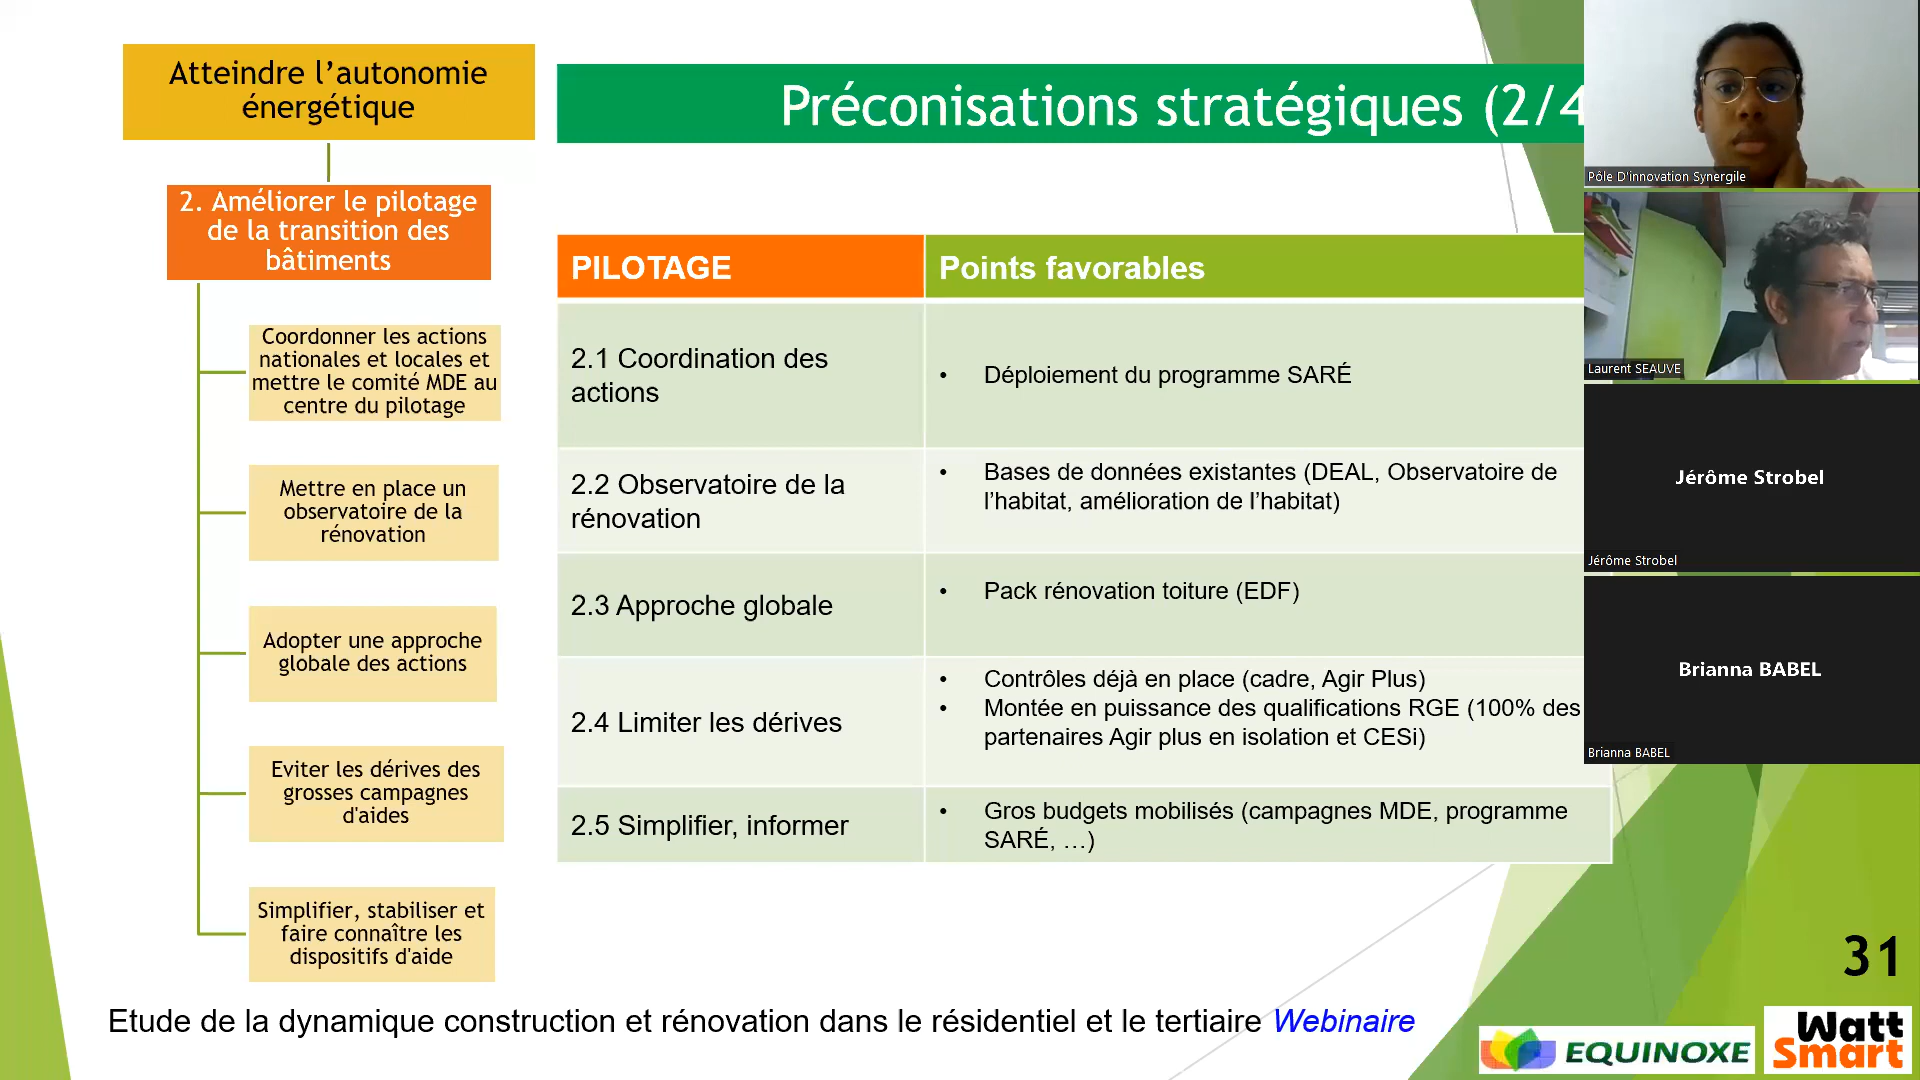 Atteindre l’autonomie
énergétique
2. Améliorer le pilotage
de la transition des
bâtiments
Coordonner les actions
nationales et locales et
mettre le comité MDE au
centre du pilotage
Mettre en place un
observatoire de la
rénovation
Adopter une approche
globale des actions
Eviter les dérives des
grosses campagnes
d'aides
Simplifier, stabiliser et
faire connaître les
dispositifs d'aide
Préconisations stratégiques (2/4
PILOTAGE
Points favorables
2.1 Coordination des
actions
• Déploiement du programme SARÉ
2.2 Observatoire de la
rénovation
• Bases de données existantes (DEAL, Observatoire de
l’habitat, amélioration de l’habitat)
2.3 Approche globale
• Pack rénovation toiture (EDF)
2.4 Limiter les dérives
• Contrôles déjà en place (cadre, Agir Plus)
• Montée en puissance des qualifications RGE (100% des
partenaires Agir plus en isolation et CESi)
2.5 Simplifier, informer
• Gros budgets mobilisés (campagnes MDE, programme
SARÉ, …)
Pôle D'innovation Synergile
Laurent SEAUVE
Jérôme Strobel
Jérôme Strobel
Brianna BABEL
Brianna BABEL
31
Etude de la dynamique construction et rénovation dans le résidentiel et le tertiaire Webinaire
EQUINOXE
Watt
Smart